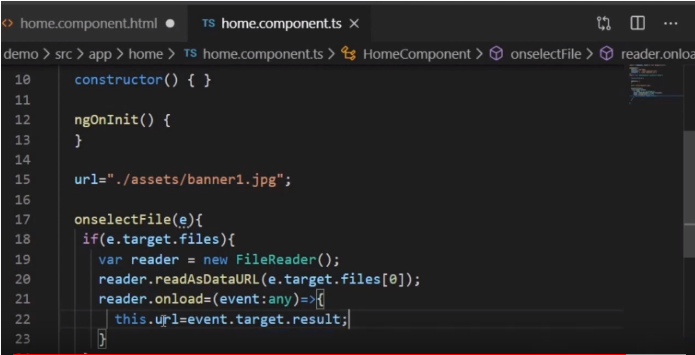 <> home.component.html ● TS home.component.ts ×
demo > src > app > home > TS home.component.ts > HomeComponent > onselectFile > reader.onloa
10 constructor() { }
11
12 ngOnInit() {
13 }
14
15 url="./assets/banner1.jpg";
16
17 onselectFile(e){
18 if(e.target.files){
19 var reader = new FileReader();
20 reader.readAsDataURL(e.target.files[0]);
21 reader.onload=(event:any)=>{
22 this.url=event.target.result;
23 }